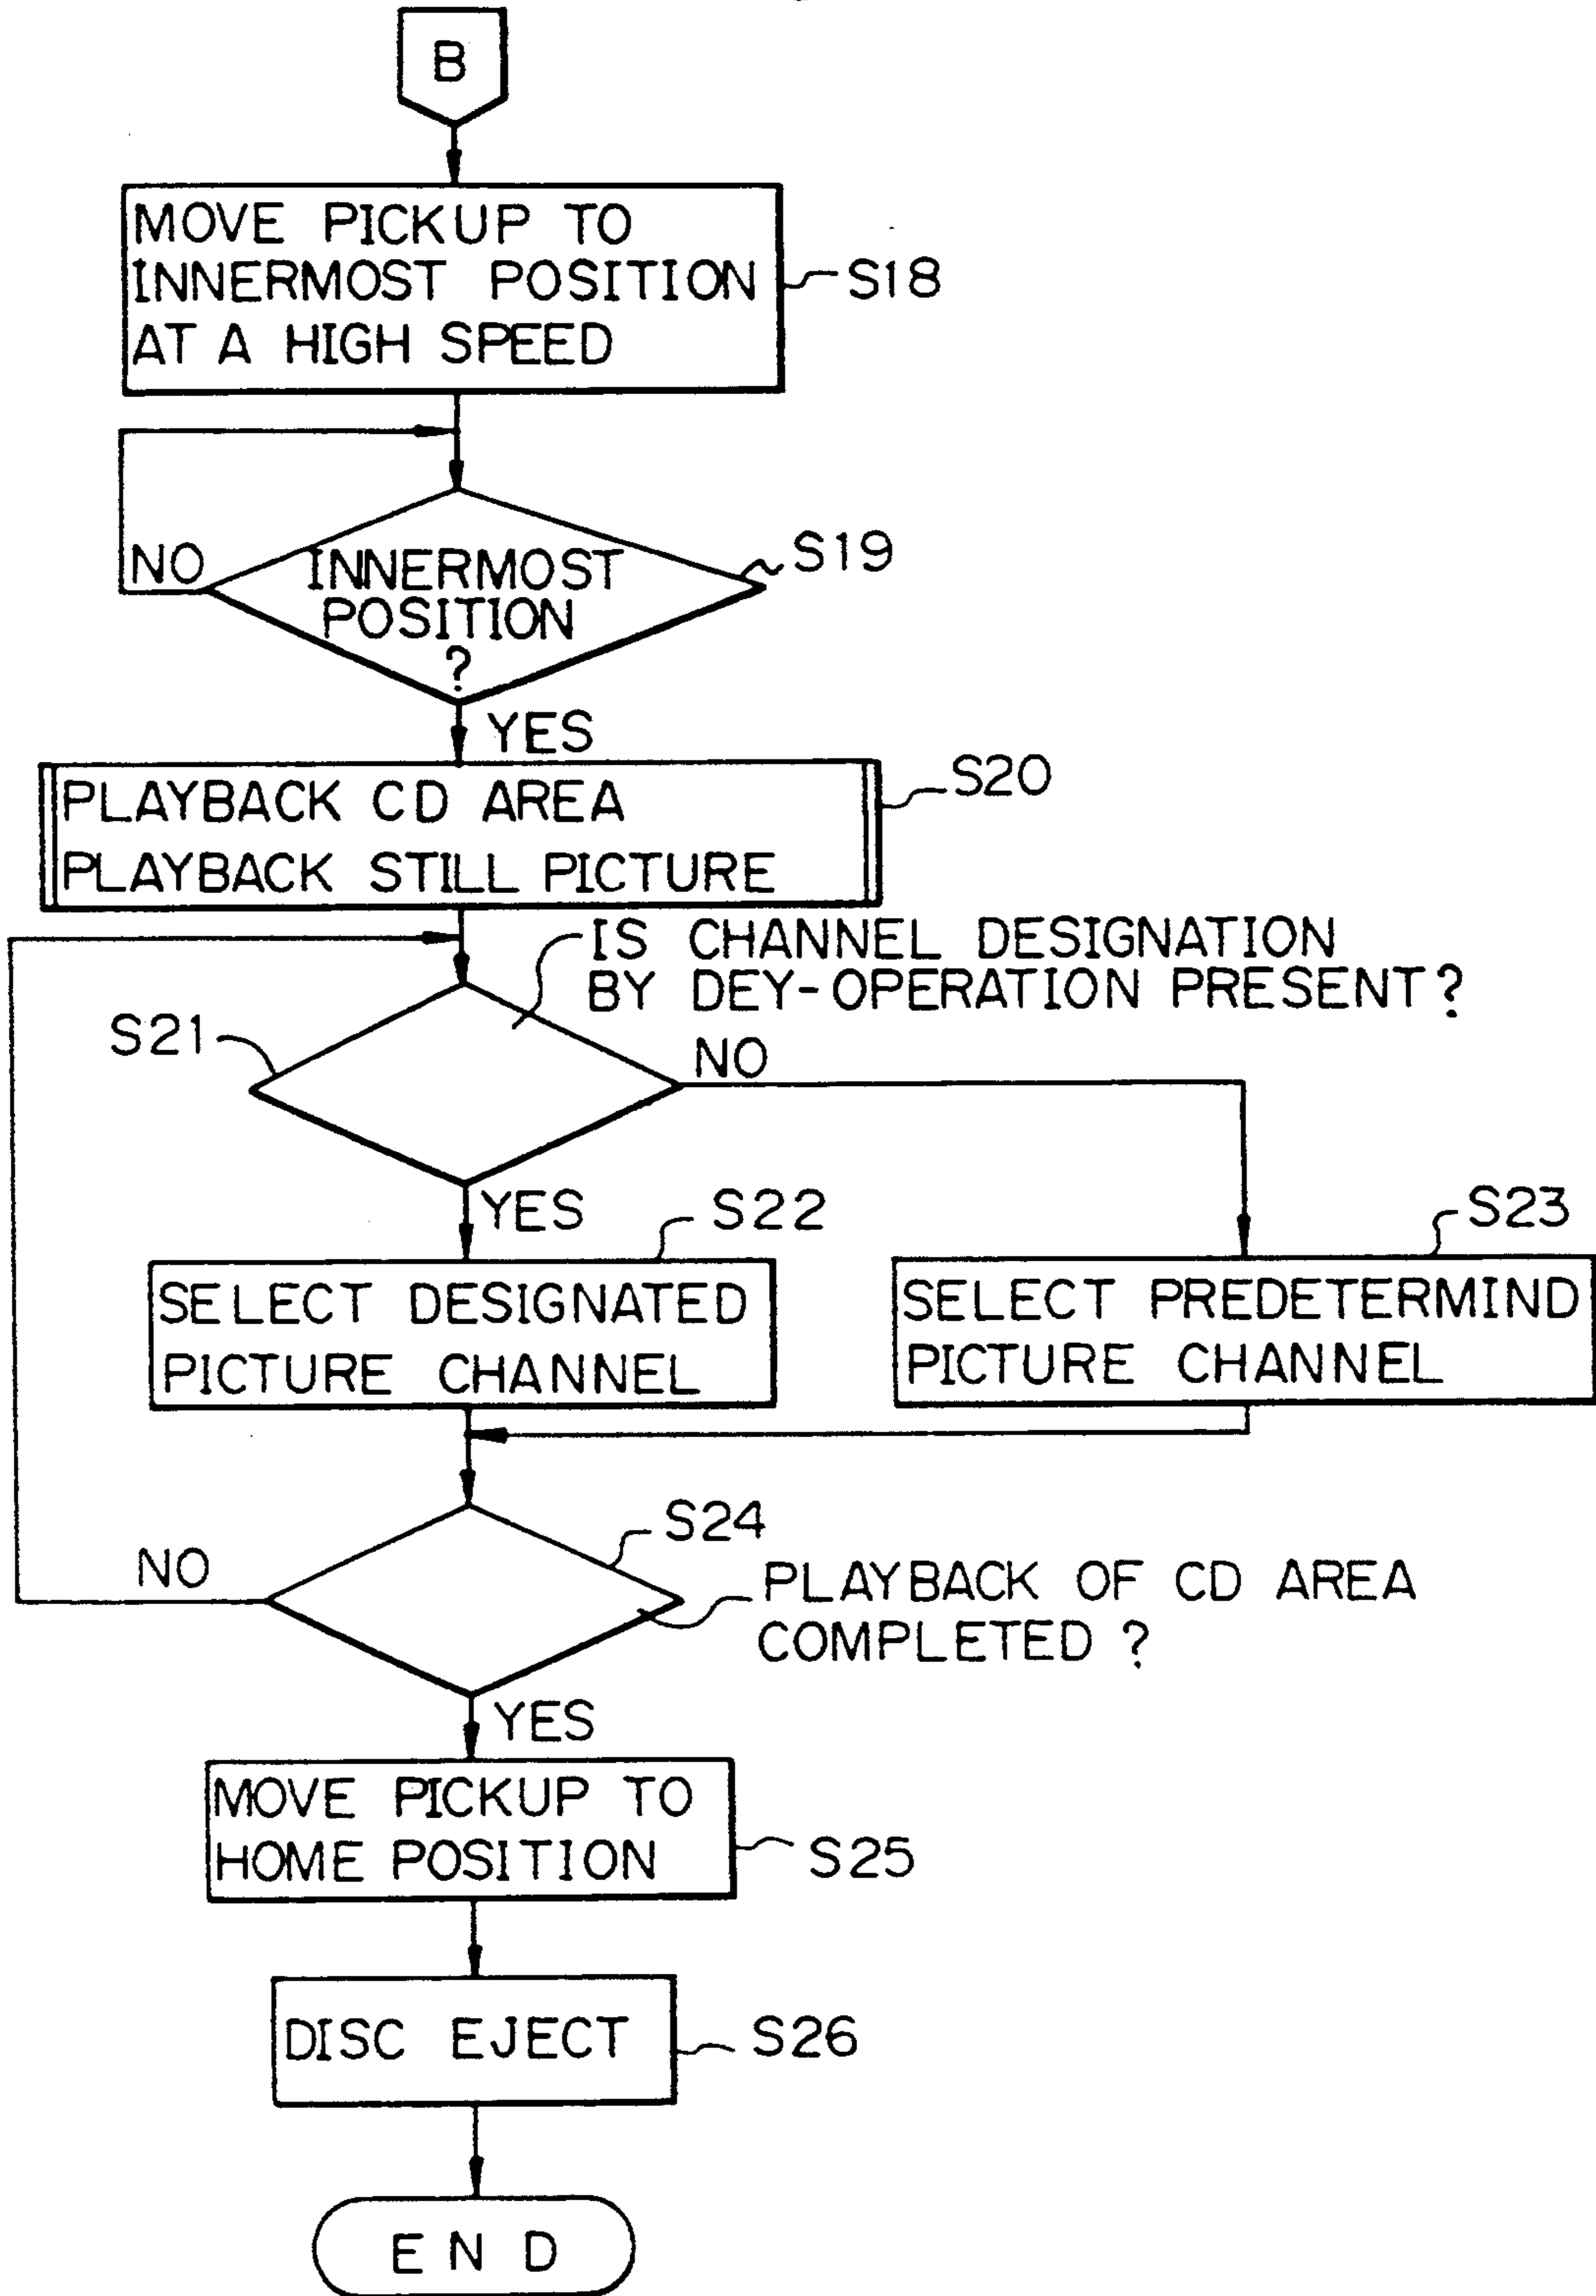 B
MOVE PICKUP TO
INNERMOST POSITION
AT A HIGH SPEED
S18
NO
INNERMOST
POSITION
?
S19
YES
PLAYBACK CD AREA
PLAYBACK STILL PICTURE
S20
IS CHANNEL DESIGNATION
BY DEY-OPERATION PRESENT?
S21
NO
YES
S22
S23
SELECT DESIGNATED
PICTURE CHANNEL
SELECT PREDETERMIND
PICTURE CHANNEL
S24
NO
PLAYBACK OF CD AREA
COMPLETED ?
YES
MOVE PICKUP TO
HOME POSITION
S25
DISC EJECT
S26
END